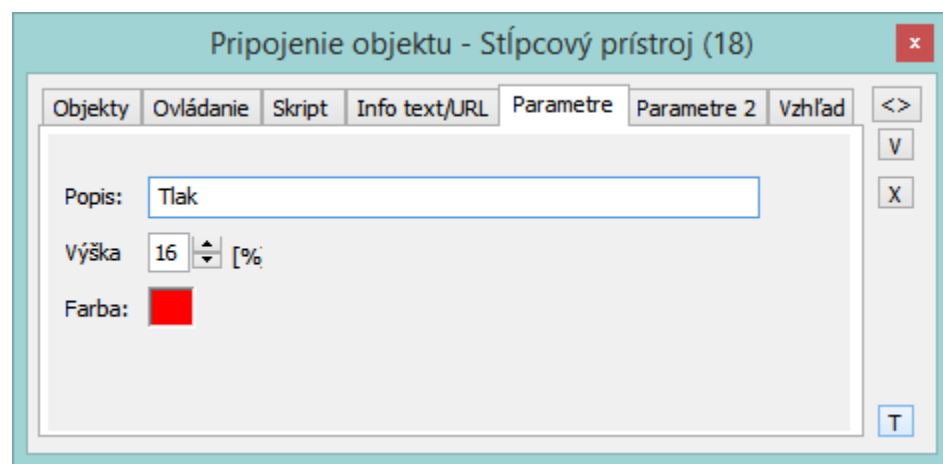 Pripojenie objektu - Stĺpcový prístroj (18) x
Objekty Ovládanie Skript Info text/URL Parametre Parametre 2 Vzhľad <>
V
Popis: Tlak X
Výška 16 [%
Farba:
T